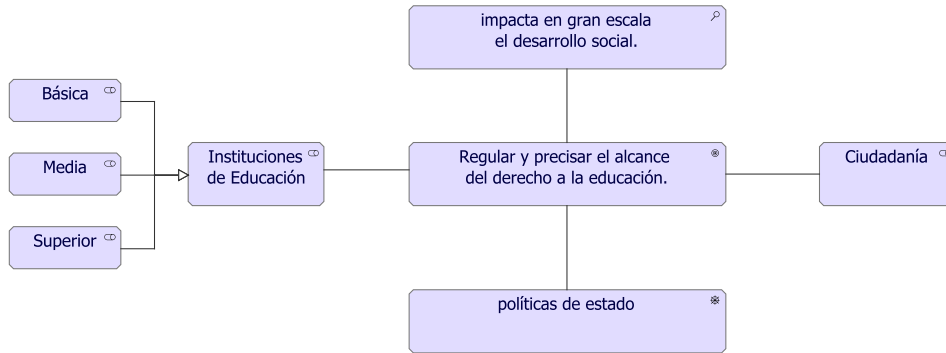 impacta en gran escala
el desarrollo social.
Básica
Media
Superior
Instituciones
de Educación
Regular y precisar el alcance
del derecho a la educación.
Ciudadanía
políticas de estado